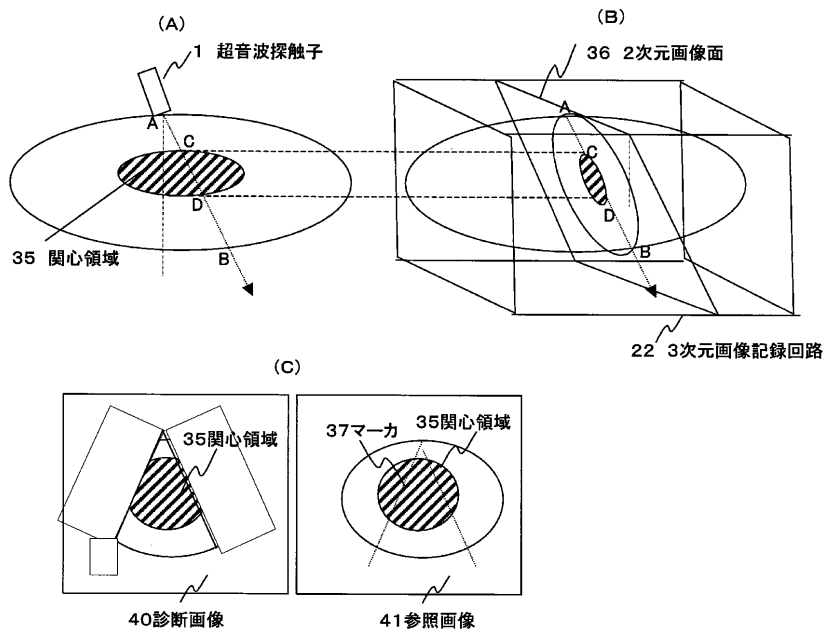 (A)
1 超音波探触子
A
C
D
B
35 関心領域
(B)
36 2次元画像面
A
C
D
B
22 3次元画像記録回路
(C)
35関心領域
40診断画像
37マーカ
35関心領域
41参照画像